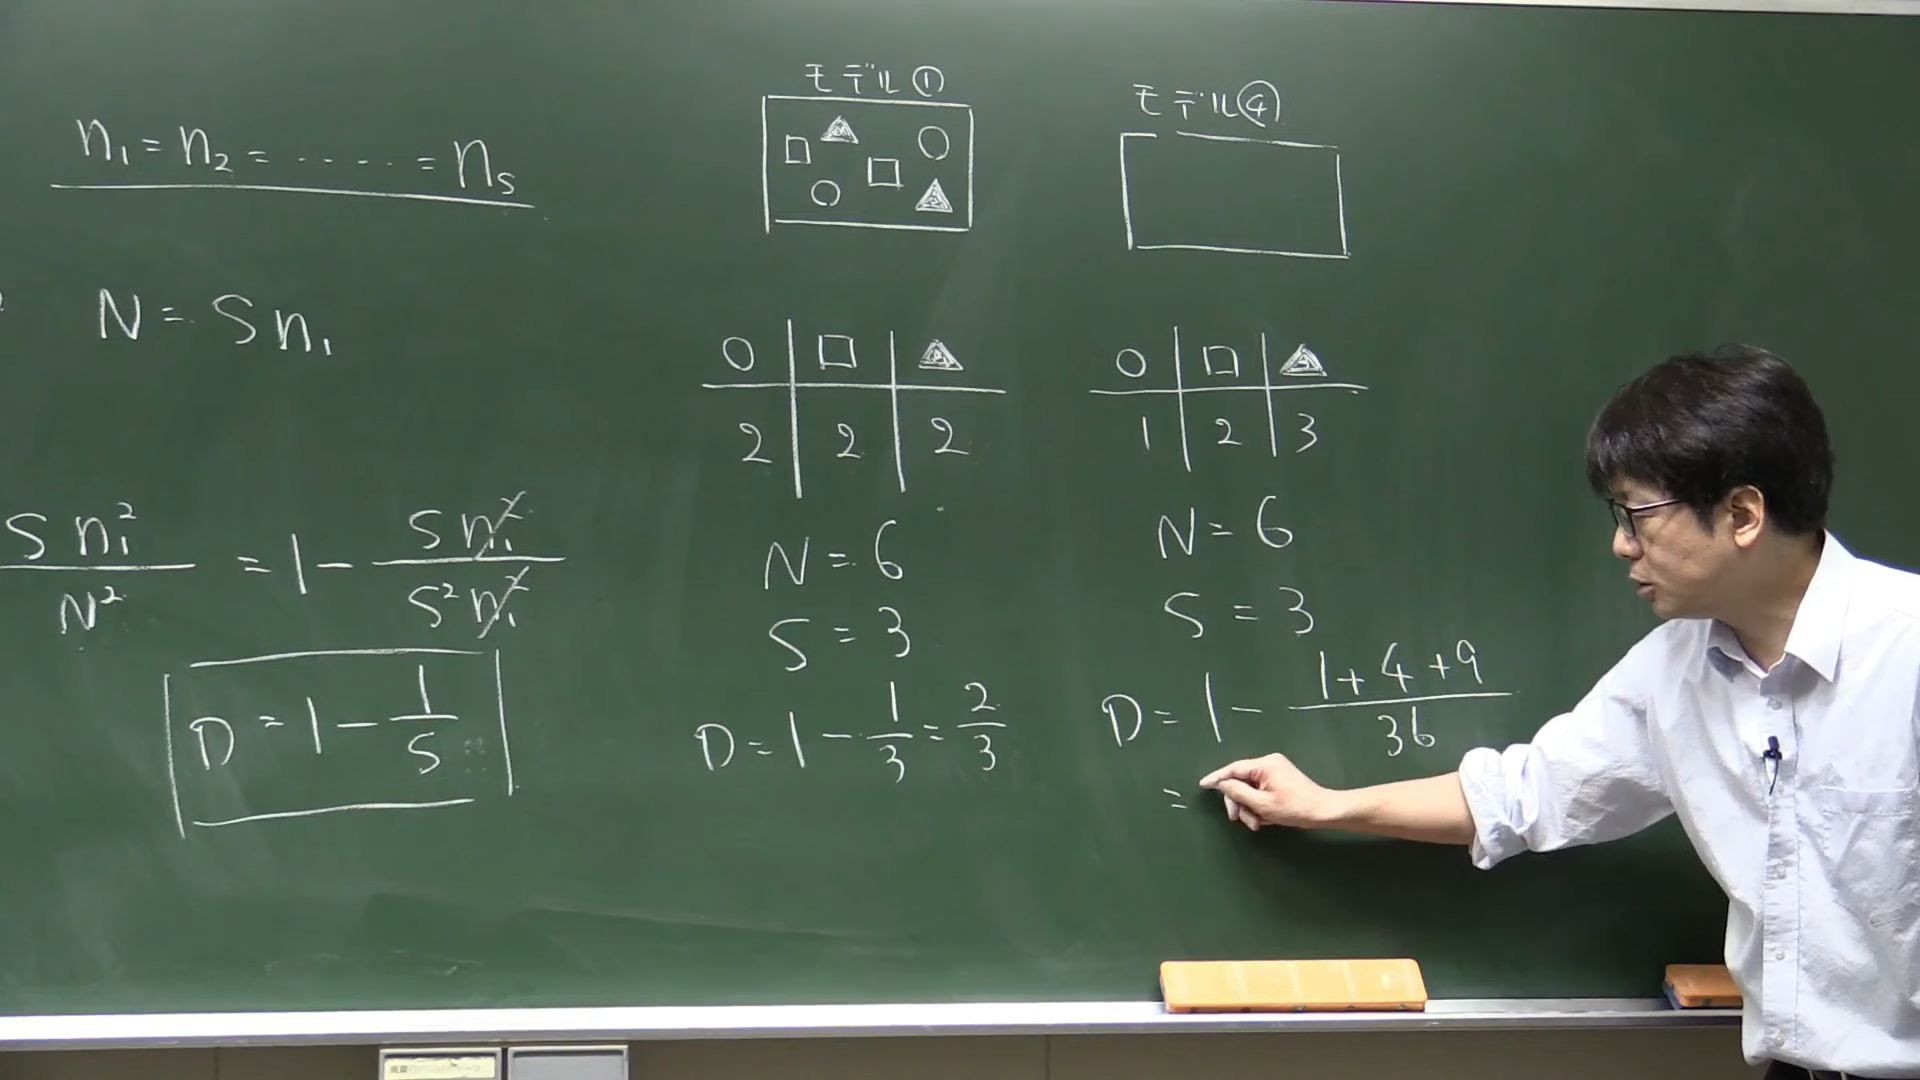 n₁ = n₂ = ‥‥‥ = nₛ
N = S n₁
S n₁² / N² = 1 − S n₁² / S² n₁²
D = 1 − 1/S
モデル①
○ □ △
2 2 2
N = 6
S = 3
D = 1 − 1/3 = 2/3
モデル④
○ □ △
1 2 3
N = 6
S = 3
D = 1 − (1 + 4 + 9)/36
=